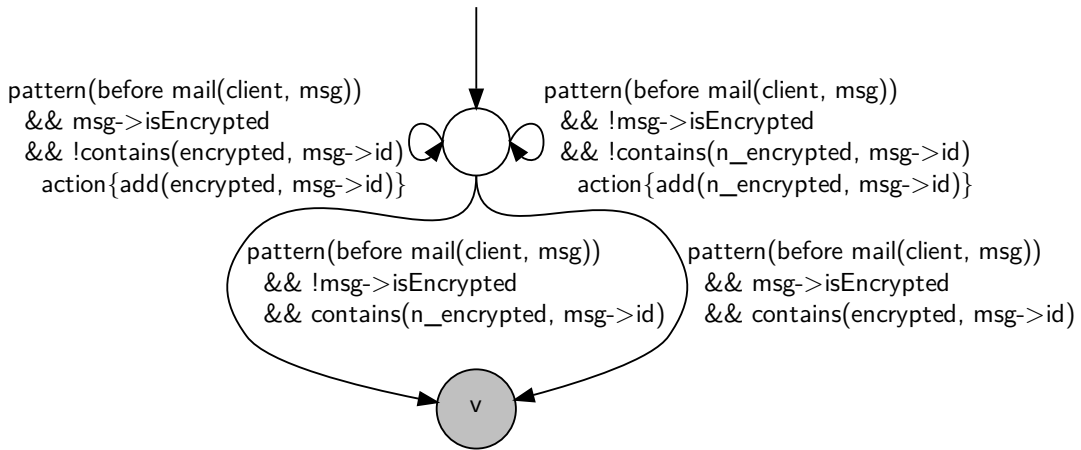 pattern(before mail(client, msg))
&& msg->isEncrypted
&& !contains(encrypted, msg->id)
action{add(encrypted, msg->id)}
pattern(before mail(client, msg))
&& !msg->isEncrypted
&& !contains(n_encrypted, msg->id)
action{add(n_encrypted, msg->id)}
pattern(before mail(client, msg))
&& !msg->isEncrypted
&& contains(n_encrypted, msg->id)
pattern(before mail(client, msg))
&& msg->isEncrypted
&& contains(encrypted, msg->id)
v